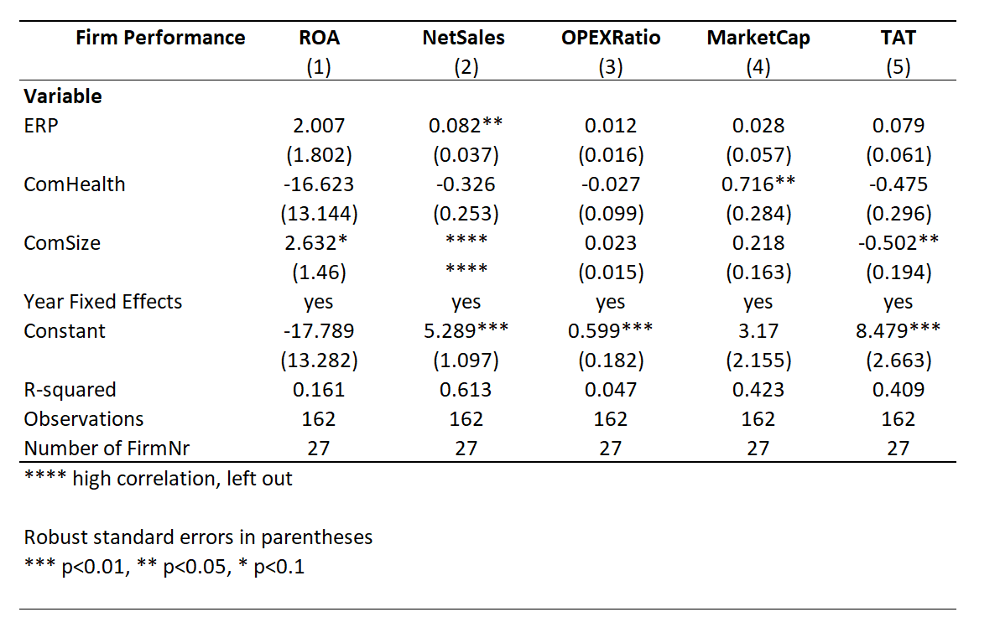 Firm Performance ROA NetSales OPEXRatio MarketCap TAT
(1) (2) (3) (4) (5)
Variable
ERP 2.007 0.082** 0.012 0.028 0.079
(1.802) (0.037) (0.016) (0.057) (0.061)
ComHealth -16.623 -0.326 -0.027 0.716** -0.475
(13.144) (0.253) (0.099) (0.284) (0.296)
ComSize 2.632* **** 0.023 0.218 -0.502**
(1.46) **** (0.015) (0.163) (0.194)
Year Fixed Effects yes yes yes yes yes
Constant -17.789 5.289*** 0.599*** 3.17 8.479***
(13.282) (1.097) (0.182) (2.155) (2.663)
R-squared 0.161 0.613 0.047 0.423 0.409
Observations 162 162 162 162 162
Number of FirmNr 27 27 27 27 27
**** high correlation, left out
Robust standard errors in parentheses
*** p<0.01, ** p<0.05, * p<0.1